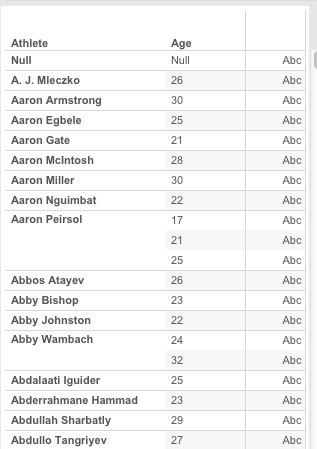 Athlete Age
Null Null Abc
A. J. Mleczko 26 Abc
Aaron Armstrong 30 Abc
Aaron Egbele 25 Abc
Aaron Gate 21 Abc
Aaron McIntosh 28 Abc
Aaron Miller 30 Abc
Aaron Nguimbat 22 Abc
Aaron Peirsol 17 Abc
21 Abc
25 Abc
Abbos Atayev 26 Abc
Abby Bishop 23 Abc
Abby Johnston 22 Abc
Abby Wambach 24 Abc
32 Abc
Abdalaati Iguider 25 Abc
Abderrahmane Hammad 23 Abc
Abdullah Sharbatly 29 Abc
Abdullo Tangriyev 27 Abc